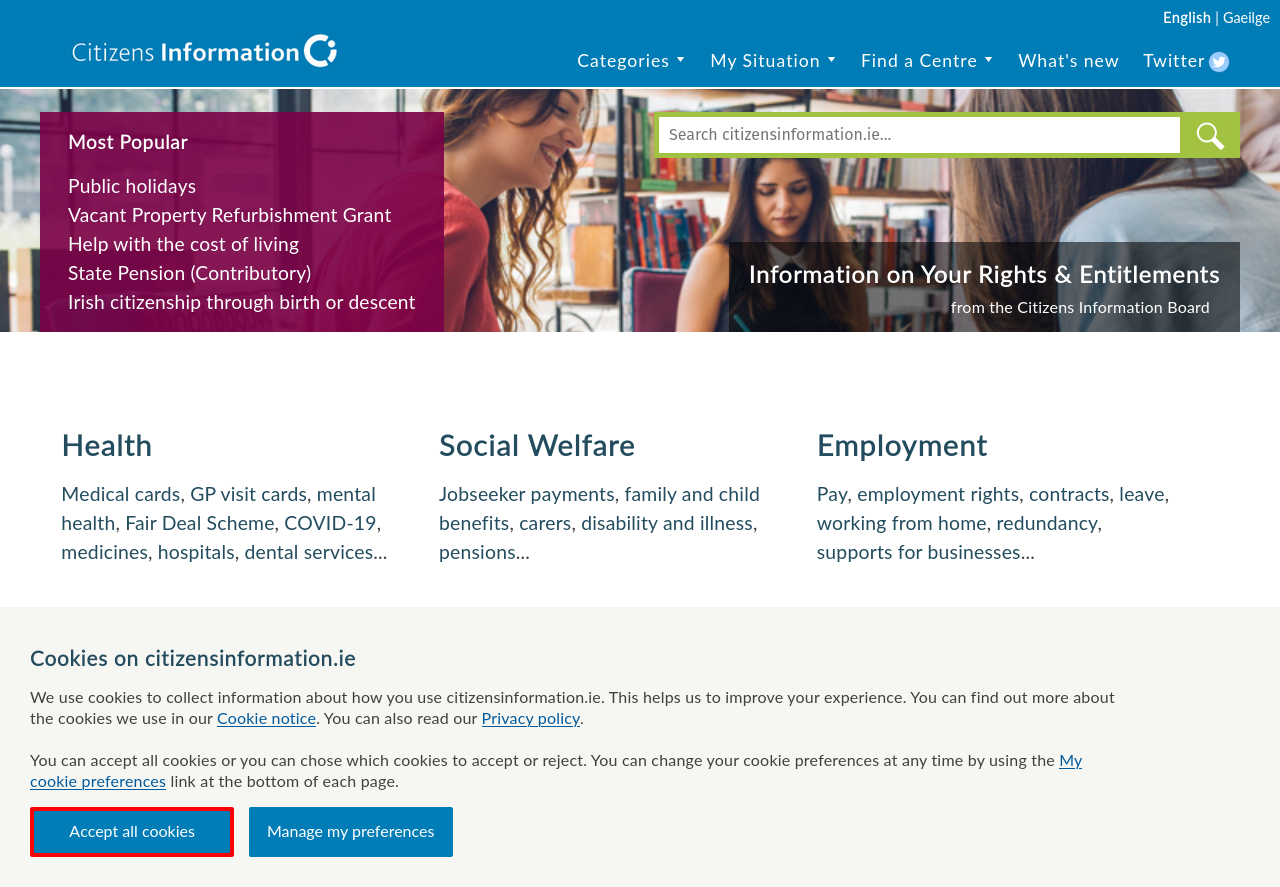 English | Gaeilge
Citizens Information
Categories
My Situation
Find a Centre
What's new
Twitter
Most Popular
Public holidays
Vacant Property Refurbishment Grant
Help with the cost of living
State Pension (Contributory)
Irish citizenship through birth or descent
Search citizensinformation.ie...
Information on Your Rights & Entitlements
from the Citizens Information Board
Health
Medical cards, GP visit cards, mental
health, Fair Deal Scheme, COVID-19,
medicines, hospitals, dental services...
Social Welfare
Jobseeker payments, family and child
benefits, carers, disability and illness,
pensions...
Employment
Pay, employment rights, contracts, leave,
working from home, redundancy,
supports for businesses...
Cookies on citizensinformation.ie
We use cookies to collect information about how you use citizensinformation.ie. This helps us to improve your experience. You can find out more about
the cookies we use in our Cookie notice. You can also read our Privacy policy.
You can accept all cookies or you can chose which cookies to accept or reject. You can change your cookie preferences at any time by using the My
cookie preferences link at the bottom of each page.
Accept all cookies
Manage my preferences